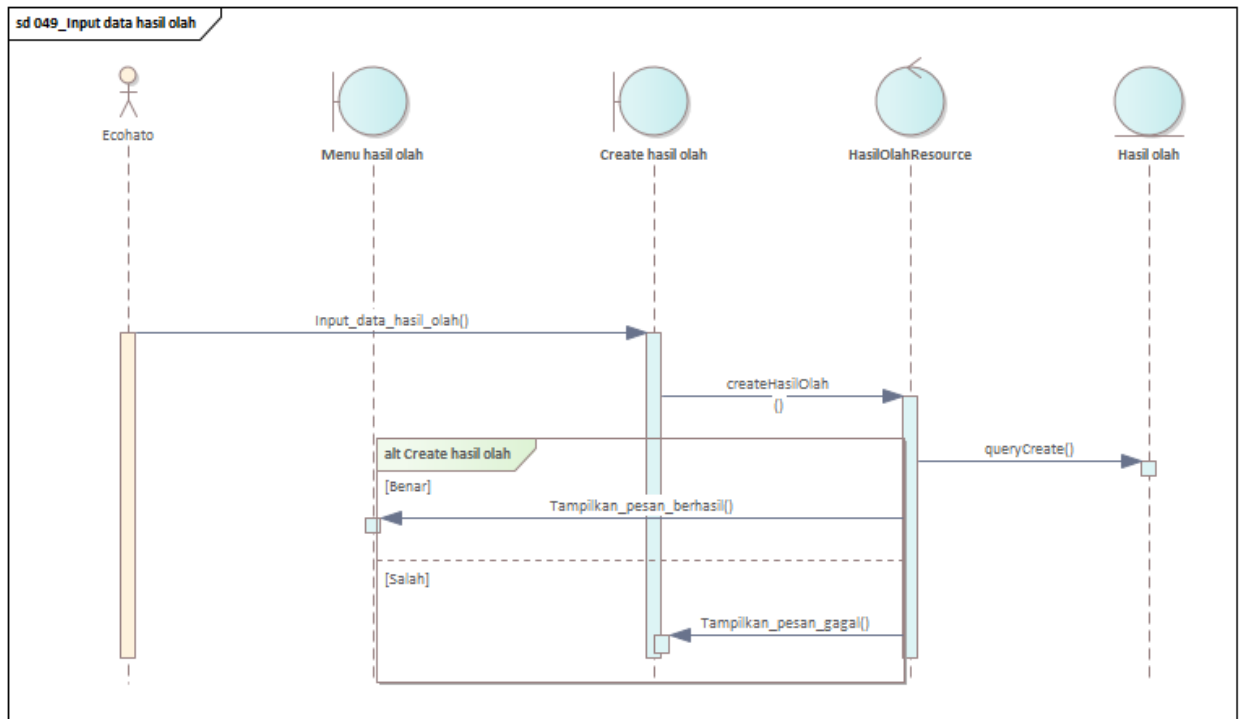 sd 049_Input data hasil olah
Ecohato
Menu hasil olah
Create hasil olah
HasilOlahResource
Hasil olah
Input_data_hasil_olah()
createHasilOlah
()
alt Create hasil olah
queryCreate()
[Benar]
Tampilkan_pesan_berhasil()
[Salah]
Tampilkan_pesan_gagal()